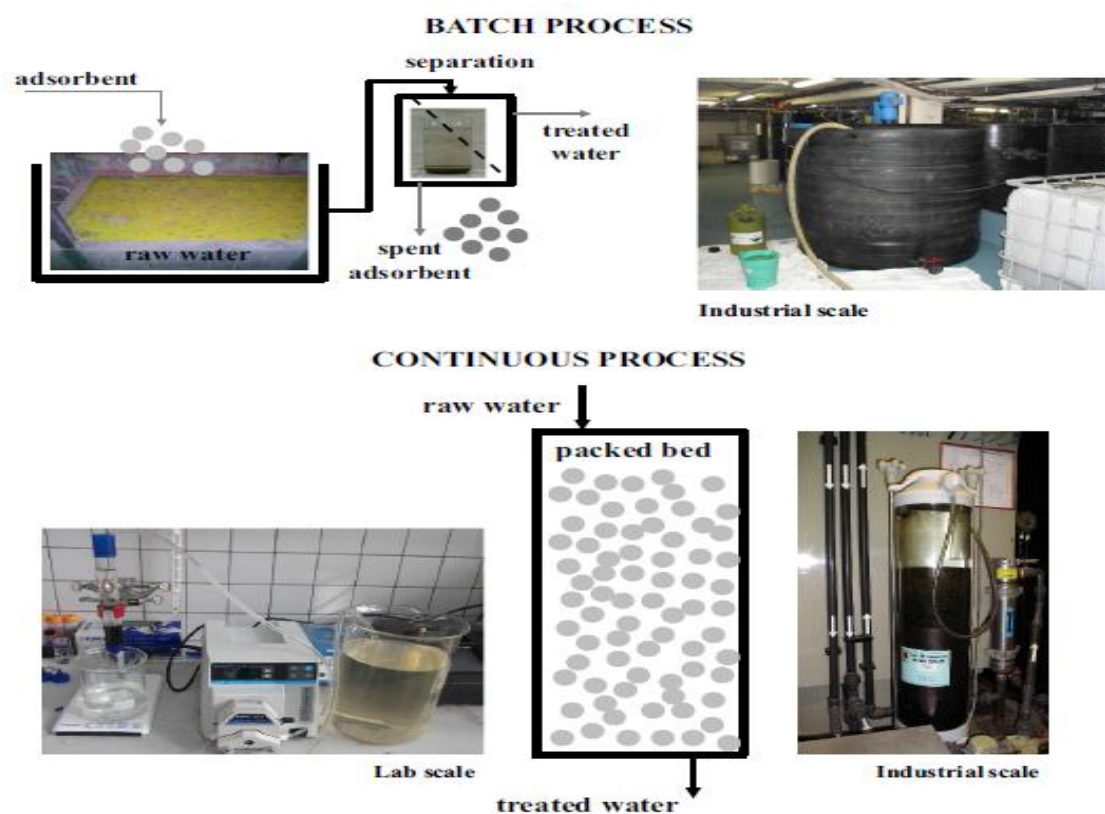 BATCH PROCESS
adsorbent
separation
treated
water
raw water
spent
adsorbent
Industrial scale
CONTINUOUS PROCESS
raw water
packed bed
Lab scale
Industrial scale
treated water